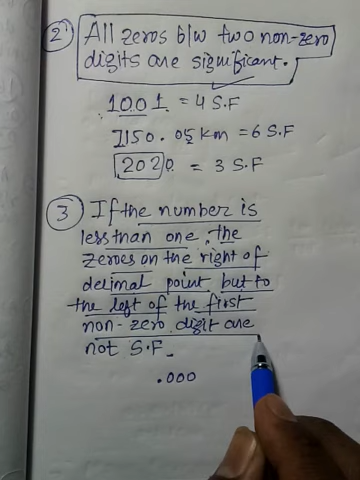 2 All zeros b/w two non-zero
digits are significant.
1001 = 4 S.F
7150.05 km = 6 S.F
2020 = 3 S.F
3 If the number is
less than one, the
zeroes on the right of
decimal point but to
the left of the first
non-zero digit are
not S.F.
.000